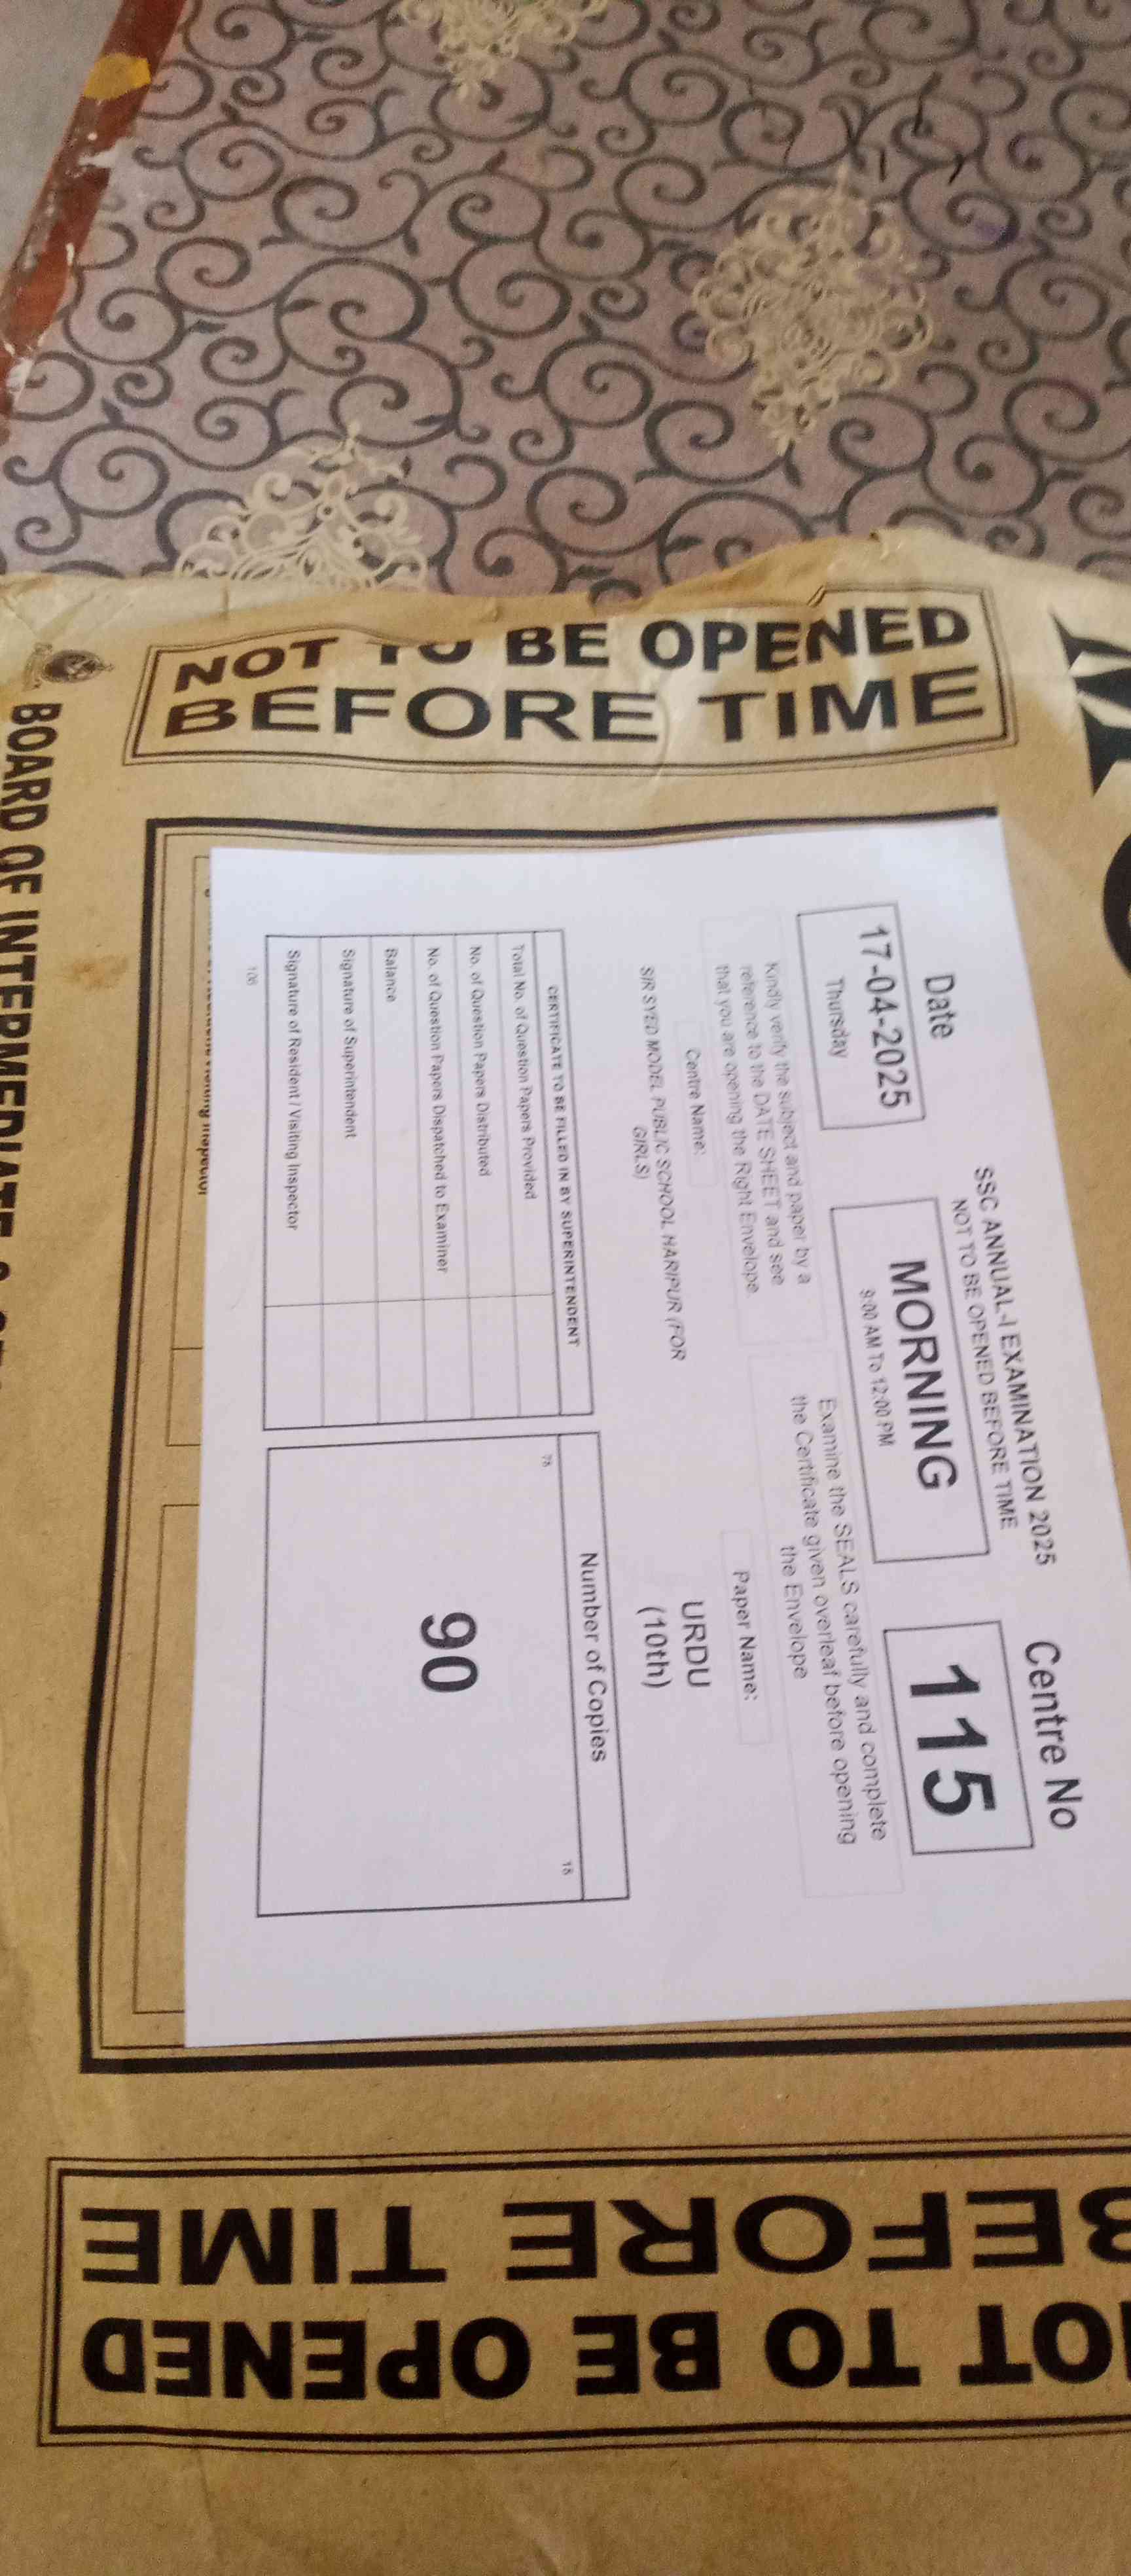 NOT TO BE OPENED
BEFORE TIME
BOARD OF INTERMEDIATE &
SSC ANNUAL-I EXAMINATION 2025
NOT TO BE OPENED BEFORE TIME
Date
17-04-2025
Thursday
MORNING
9:00 AM To 12:00 PM
Centre No
115
Kindly verify the subject and paper by a
reference to the DATE SHEET and see
that you are opening the Right Envelope
Examine the SEALS carefully and complete
the Certificate given overleaf before opening
the Envelope
Centre Name:
SIR SYED MODEL PUBLIC SCHOOL HARIPUR (FOR
GIRLS)
Paper Name:
URDU
(10th)
CERTIFICATE TO BE FILLED IN BY SUPERINTENDENT
Total No. of Question Papers Provided
No. of Question Papers Distributed
No. of Question Papers Dispatched to Examiner
Balance
Signature of Superintendent
Signature of Resident / Visiting Inspector
106
Number of Copies
75
15
90
Inspector
OT TO BE OPENED
BEFORE TIME